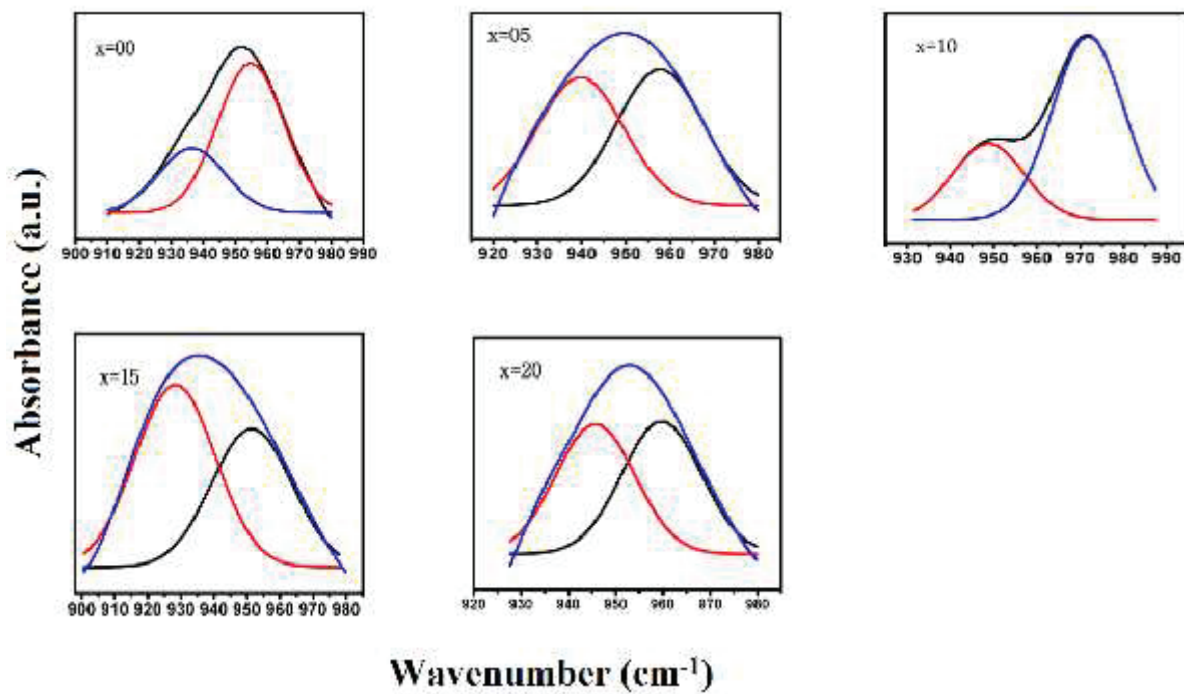 Absorbance (a.u.)
x=00
900 910 920 930 940 950 960 970 980 990
x=05
920 930 940 950 960 970 980
x=10
930 940 950 960 970 980 990
x=15
900 910 920 930 940 950 960 970 980
x=20
920 930 940 950 960 970 980
Wavenumber (cm⁻¹)